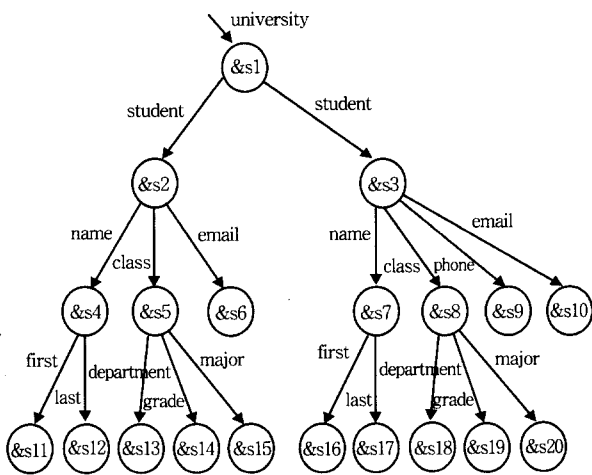 university
&s1
student student
&s2 &s3
name class email name class phone email
&s4 &s5 &s6 &s7 &s8 &s9 &s10
first last department grade major first last department grade major
&s11 &s12 &s13 &s14 &s15 &s16 &s17 &s18 &s19 &s20